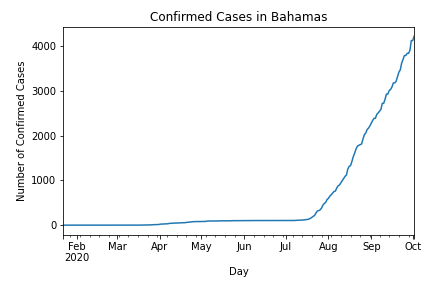 Confirmed Cases in Bahamas
Number of Confirmed Cases
4000
3000
2000
1000
0
Feb Mar Apr May Jun Jul Aug Sep Oct
2020
Day